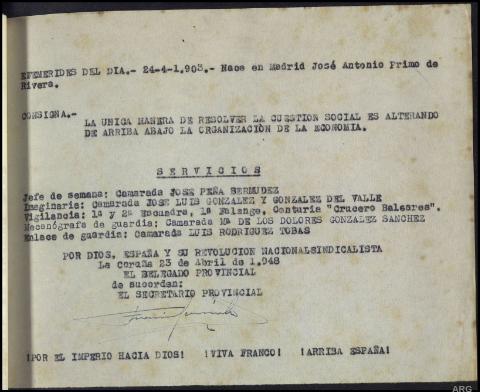 EFEMERIDES DEL DIA.- 24-4-1.903.- Nace en Madrid José Antonio Primo de
Rivera.
CONSIGNA.-
LA UNICA MANERA DE RESOLVER LA CUESTION SOCIAL ES ALTERANDO
DE ARRIBA ABAJO LA ORGANIZACIÓN DE LA ECONOMIA.
SERVICIOS
Jefe de semana: Camarada JOSE PEÑA BERMUDEZ
Imaginaria: Camarada JOSE LUIS GONZALEZ Y GONZALEZ DEL VALLE
Vigilancia: 1ª y 2ª Escuadra, 1ª Falange, Centuria "Crucero Baleares".
Mecanógrafa de guardia: Camarada Mª DE LOS DOLORES GONZALEZ SANCHEZ
Enlace de guardia: Camarada LUIS RODRIGUEZ TOBAS
POR DIOS, ESPAÑA Y SU REVOLUCION NACIONALSINDICALISTA
La Coruña 23 de Abril de 1.948
EL DELEGADO PROVINCIAL
de suorden:
EL SECRETARIO PROVINCIAL
¡POR EL IMPERIO HACIA DIOS! ¡VIVA FRANCO! ¡ARRIBA ESPAÑA!
ARG